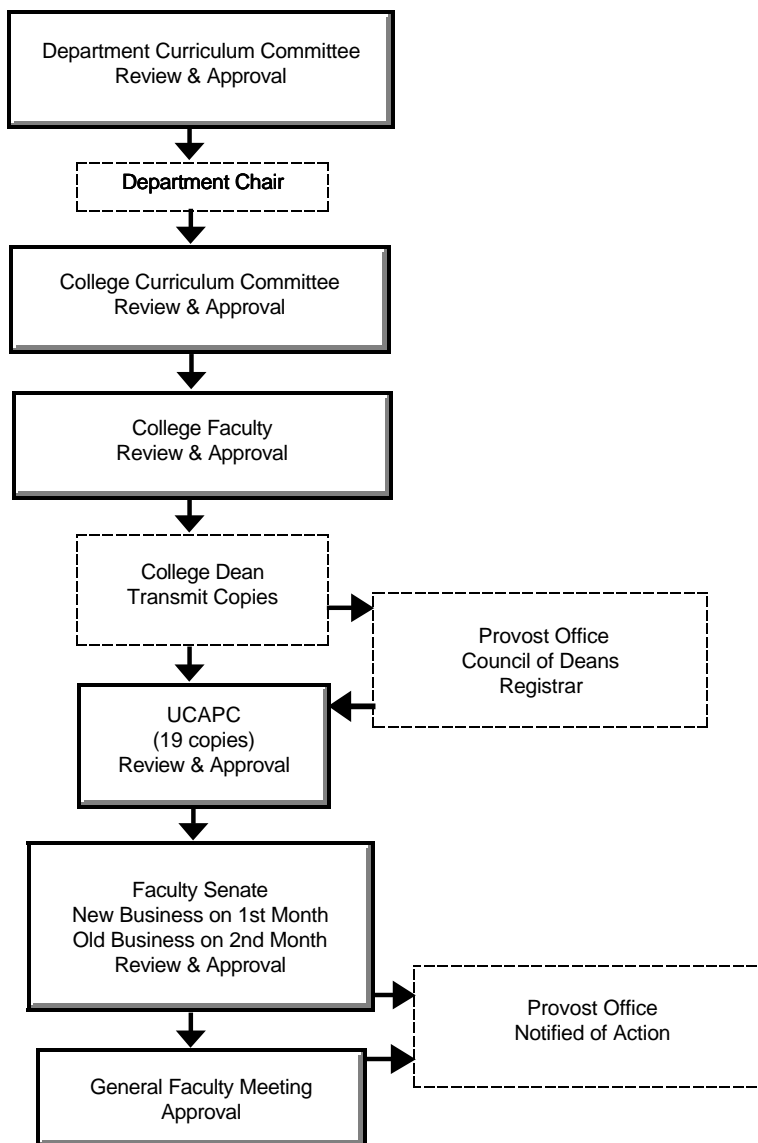 Department Curriculum Committee
Review & Approval
Department Chair
College Curriculum Committee
Review & Approval
College Faculty
Review & Approval
College Dean
Transmit Copies
Provost Office
Council of Deans
Registrar
UCAPC
(19 copies)
Review & Approval
Faculty Senate
New Business on 1st Month
Old Business on 2nd Month
Review & Approval
Provost Office
Notified of Action
General Faculty Meeting
Approval